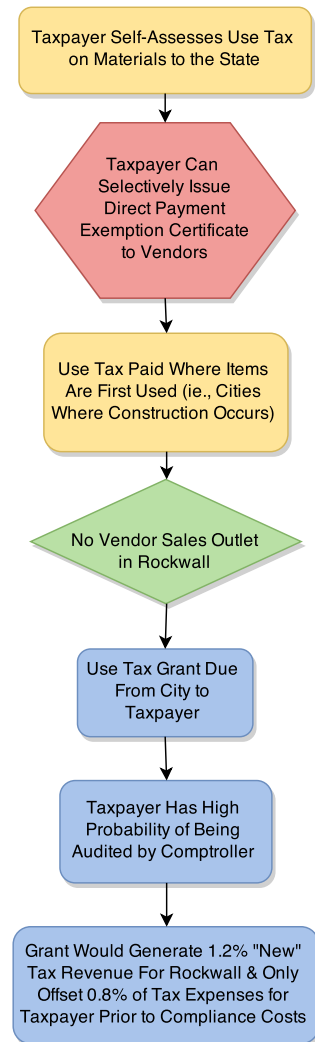 Taxpayer Self-Assesses Use Tax
on Materials to the State
Taxpayer Can
Selectively Issue
Direct Payment
Exemption Certificate
to Vendors
Use Tax Paid Where Items
Are First Used (ie., Cities
Where Construction Occurs)
No Vendor Sales Outlet
in Rockwall
Use Tax Grant Due
From City to
Taxpayer
Taxpayer Has High
Probability of Being
Audited by Comptroller
Grant Would Generate 1.2% "New"
Tax Revenue For Rockwall & Only
Offset 0.8% of Tax Expenses for
Taxpayer Prior to Compliance Costs